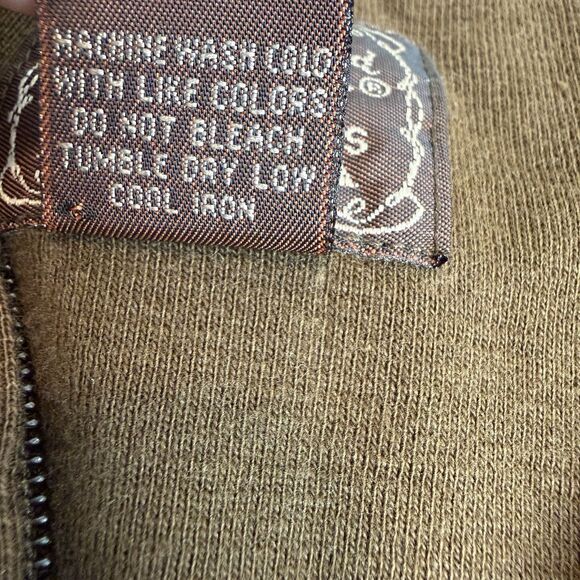 MACHINE WASH COLD
WITH LIKE COLORS
DO NOT BLEACH
TUMBLE DRY LOW
COOL IRON
®
S